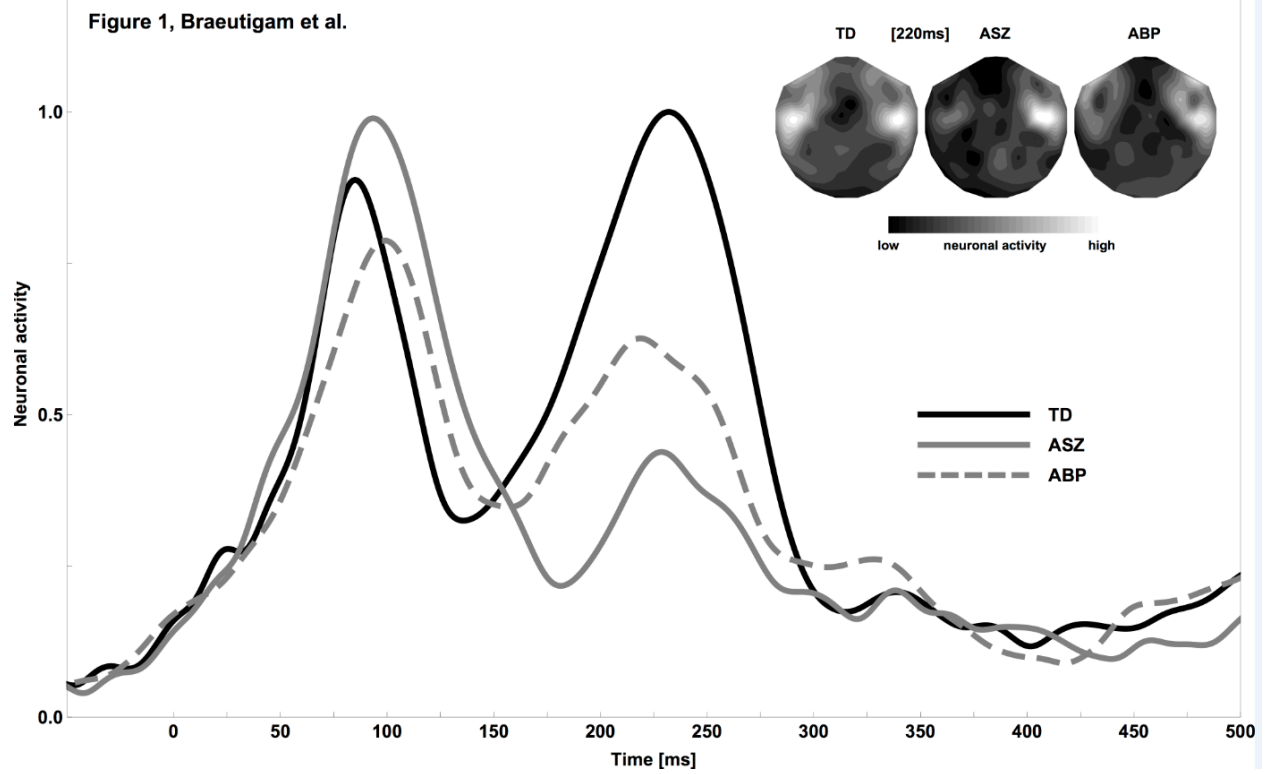 Figure 1, Braeutigam et al.
TD [220ms] ASZ ABP
low neuronal activity high
1.0
0.5
0.0
Neuronal activity
TD
ASZ
ABP
0 50 100 150 200 250 300 350 400 450 500
Time [ms]